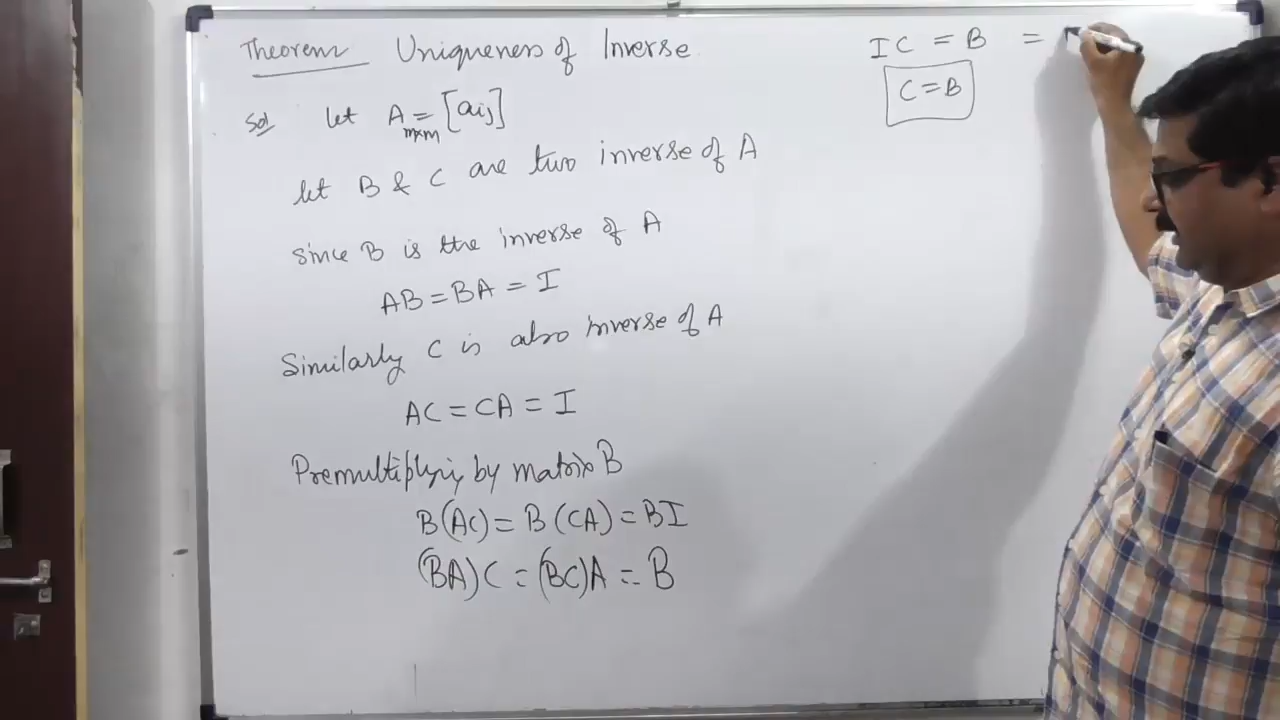 Theorem Uniqueness of Inverse
Sol let A = [aij]
m×m
let B & C are two inverse of A
since B is the inverse of A
AB = BA = I
Similarly C is also inverse of A
AC = CA = I
Premultiplying by matrix B
B(AC) = B(CA) = BI
(BA)C = (BC)A = B
IC = B =
C = B